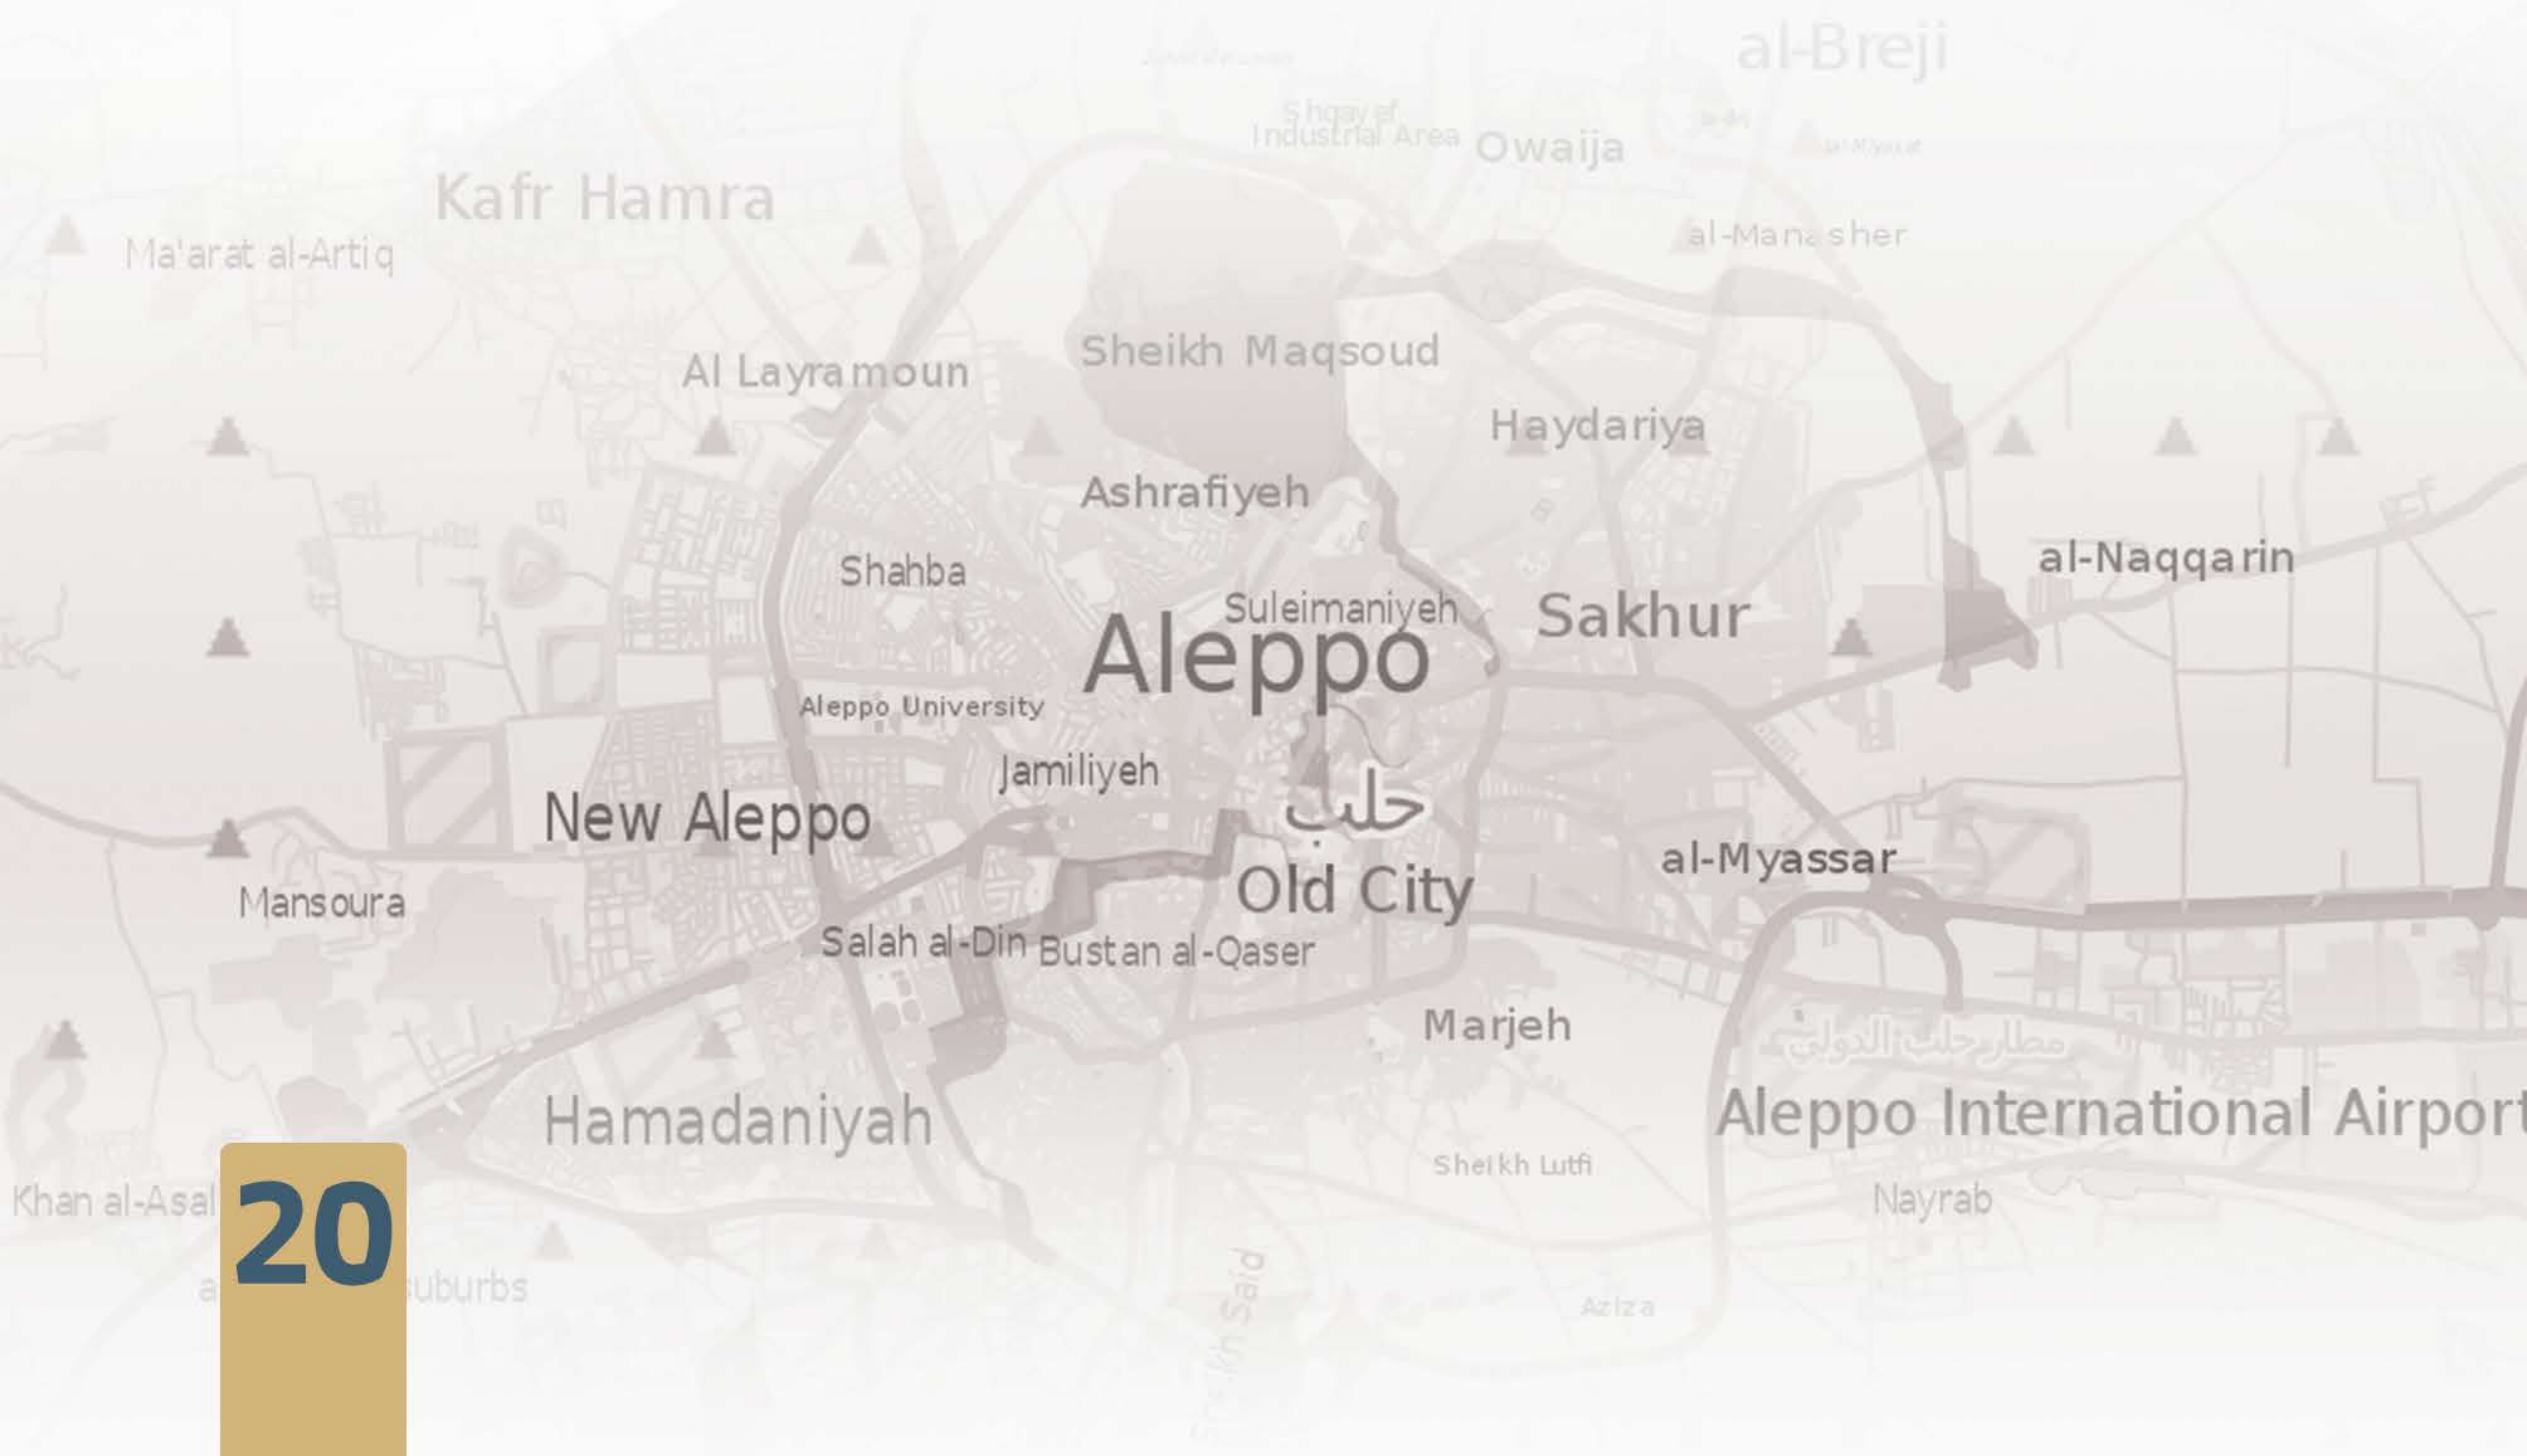 al-Breji
Shqayef
Industrial Area
Owaija
Kafr Hamra
al-Manasher
Ma'arat al-Artiq
Sheikh Maqsoud
Al Layramoun
Haydariya
Ashrafiyeh
al-Naqqarin
Shahba
Suleimaniyeh
Sakhur
Aleppo
Aleppo University
Jamiliyeh
حلب
New Aleppo
al-Myassar
Old City
Mansoura
Salah al-Din
Bustan al-Qaser
Marjeh
مطار حلب الدولي
Aleppo International Airport
Hamadaniyah
Sheikh Lutfi
Khan al-Asal
Nayrab
20
suburbs
Aziza
Sheikh Said